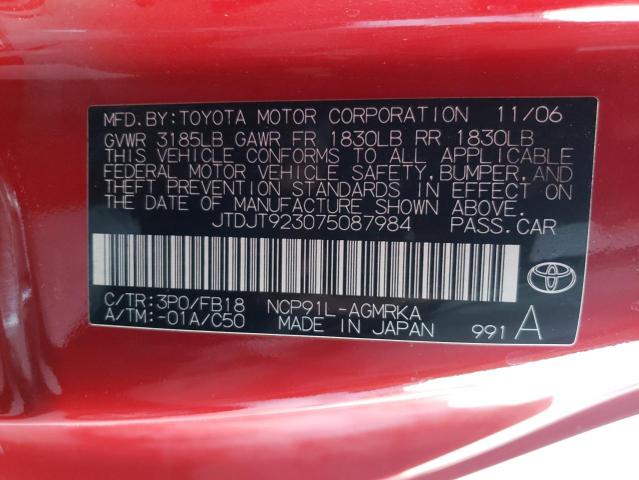 MFD. BY: TOYOTA MOTOR CORPORATION 11/06
GVWR 3185LB GAWR FR 1830LB RR 1830LB
THIS VEHICLE CONFORMS TO ALL APPLICABLE
FEDERAL MOTOR VEHICLE SAFETY, BUMPER, AND
THEFT PREVENTION STANDARDS IN EFFECT ON
THE DATE OF MANUFACTURE SHOWN ABOVE.
JTDJT923075087984 PASS.CAR
C/TR:3P0/FB18 NCP91L-AGMRKA
A/TM:-01A/C50 MADE IN JAPAN 991 A